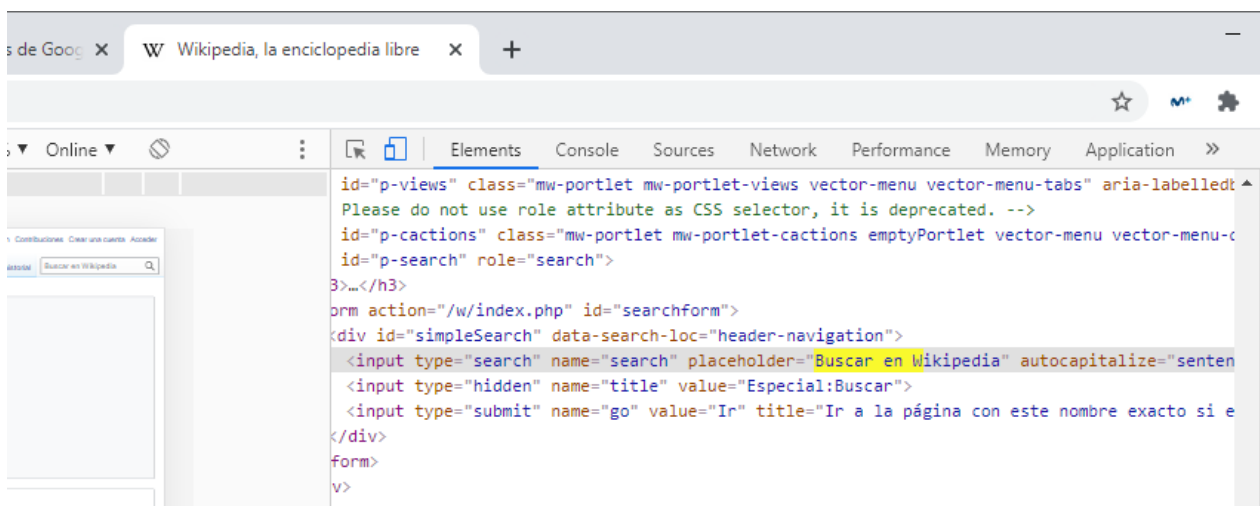 s de Goog
W Wikipedia, la enciclopedia libre
Online
Elements Console Sources Network Performance Memory Application
id="p-views" class="mw-portlet mw-portlet-views vector-menu vector-menu-tabs" aria-labelledb
Please do not use role attribute as CSS selector, it is deprecated. -->
id="p-cactions" class="mw-portlet mw-portlet-cactions emptyPortlet vector-menu vector-menu-d
id="p-search" role="search">
3>…</h3>
orm action="/w/index.php" id="searchform">
<div id="simpleSearch" data-search-loc="header-navigation">
<input type="search" name="search" placeholder="Buscar en Wikipedia" autocapitalize="senten
<input type="hidden" name="title" value="Especial:Buscar">
<input type="submit" name="go" value="Ir" title="Ir a la página con este nombre exacto si e
</div>
form>
v>
Contribuciones Crear una cuenta Acceder
historial Buscar en Wikipedia